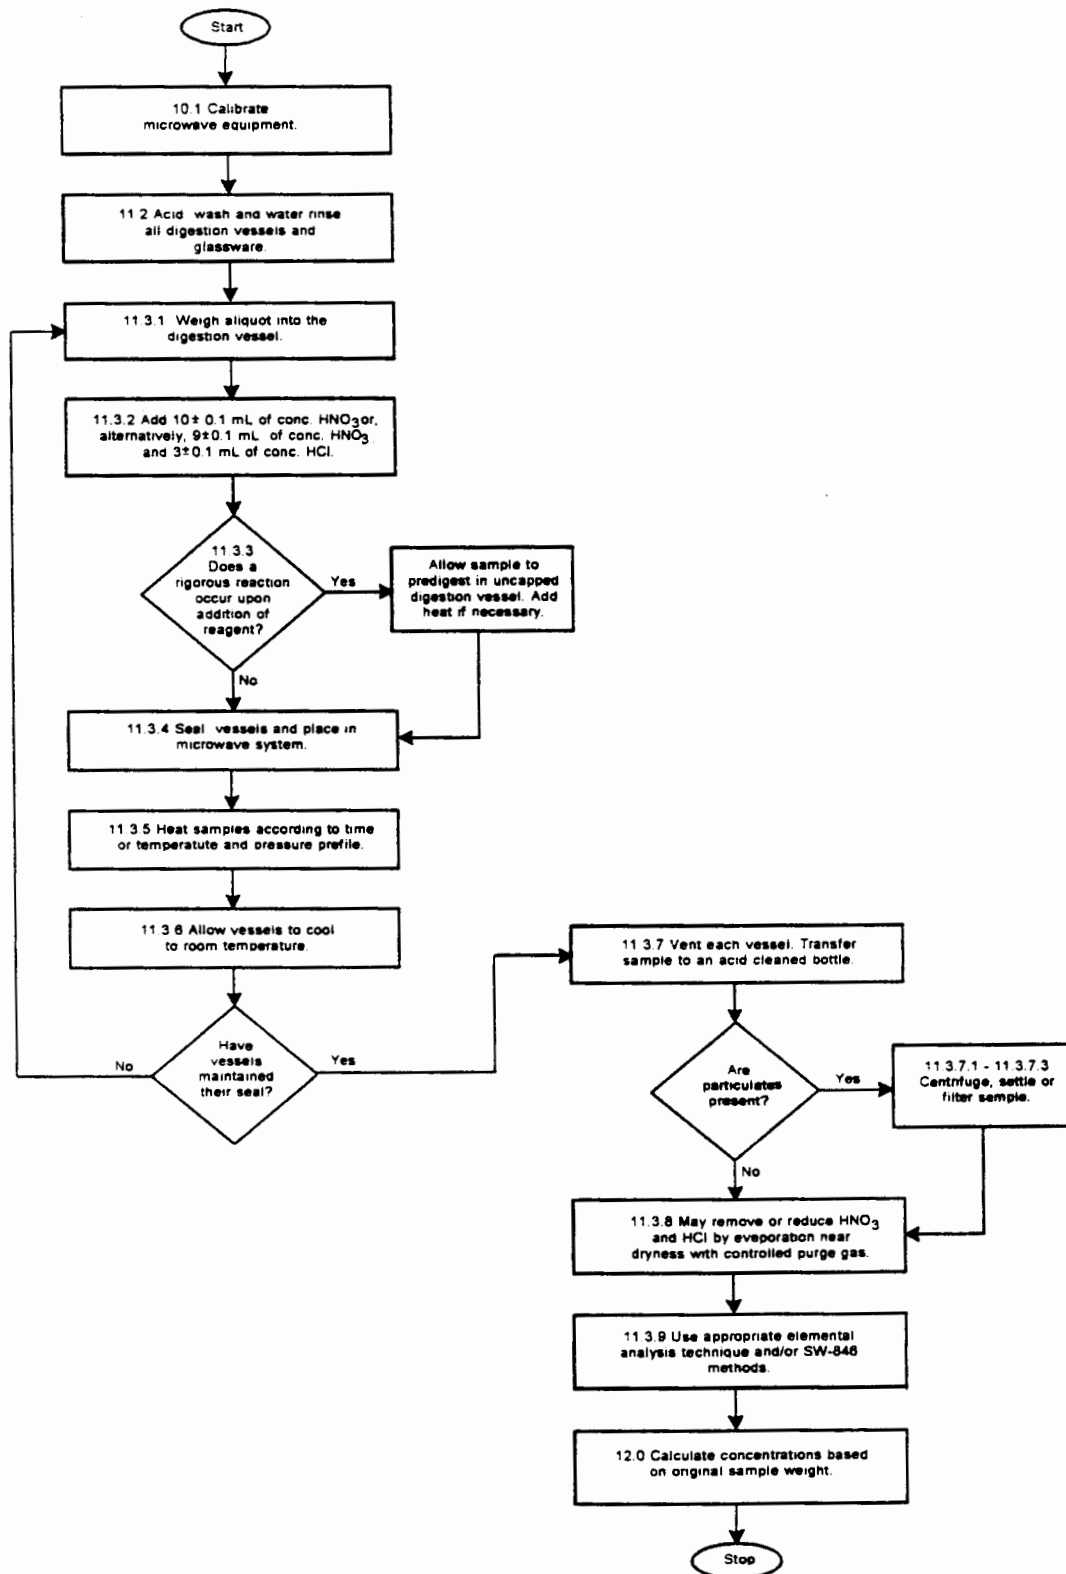 Start
10.1 Calibrate
microwave equipment.
11.2 Acid wash and water rinse
all digestion vessels and
glassware.
11.3.1 Weigh aliquot into the
digestion vessel.
11.3.2 Add 10± 0.1 mL of conc. HNO₃ or,
alternatively, 9±0.1 mL of conc. HNO₃
and 3±0.1 mL of conc. HCl.
11.3.3
Does a
rigorous reaction
occur upon
addition of
reagent?
Yes
Allow sample to
predigest in uncapped
digestion vessel. Add
heat if necessary.
No
11.3.4 Seal vessels and place in
microwave system.
11.3.5 Heat samples according to time
or temperatute and pressure prefile.
11.3.6 Allow vessels to cool
to room temperature.
Have
vessels
maintained
their seal?
No
Yes
11.3.7 Vent each vessel. Transfer
sample to an acid cleaned bottle.
Are
particulates
present?
Yes
11.3.7.1 - 11.3.7.3
Centrifuge, settle or
filter sample.
No
11.3.8 May remove or reduce HNO₃
and HCl by evaporation near
dryness with controlled purge gas.
11.3.9 Use appropriate elemental
analysis technique and/or SW-846
methods.
12.0 Calculate concentrations based
on original sample weight.
Stop